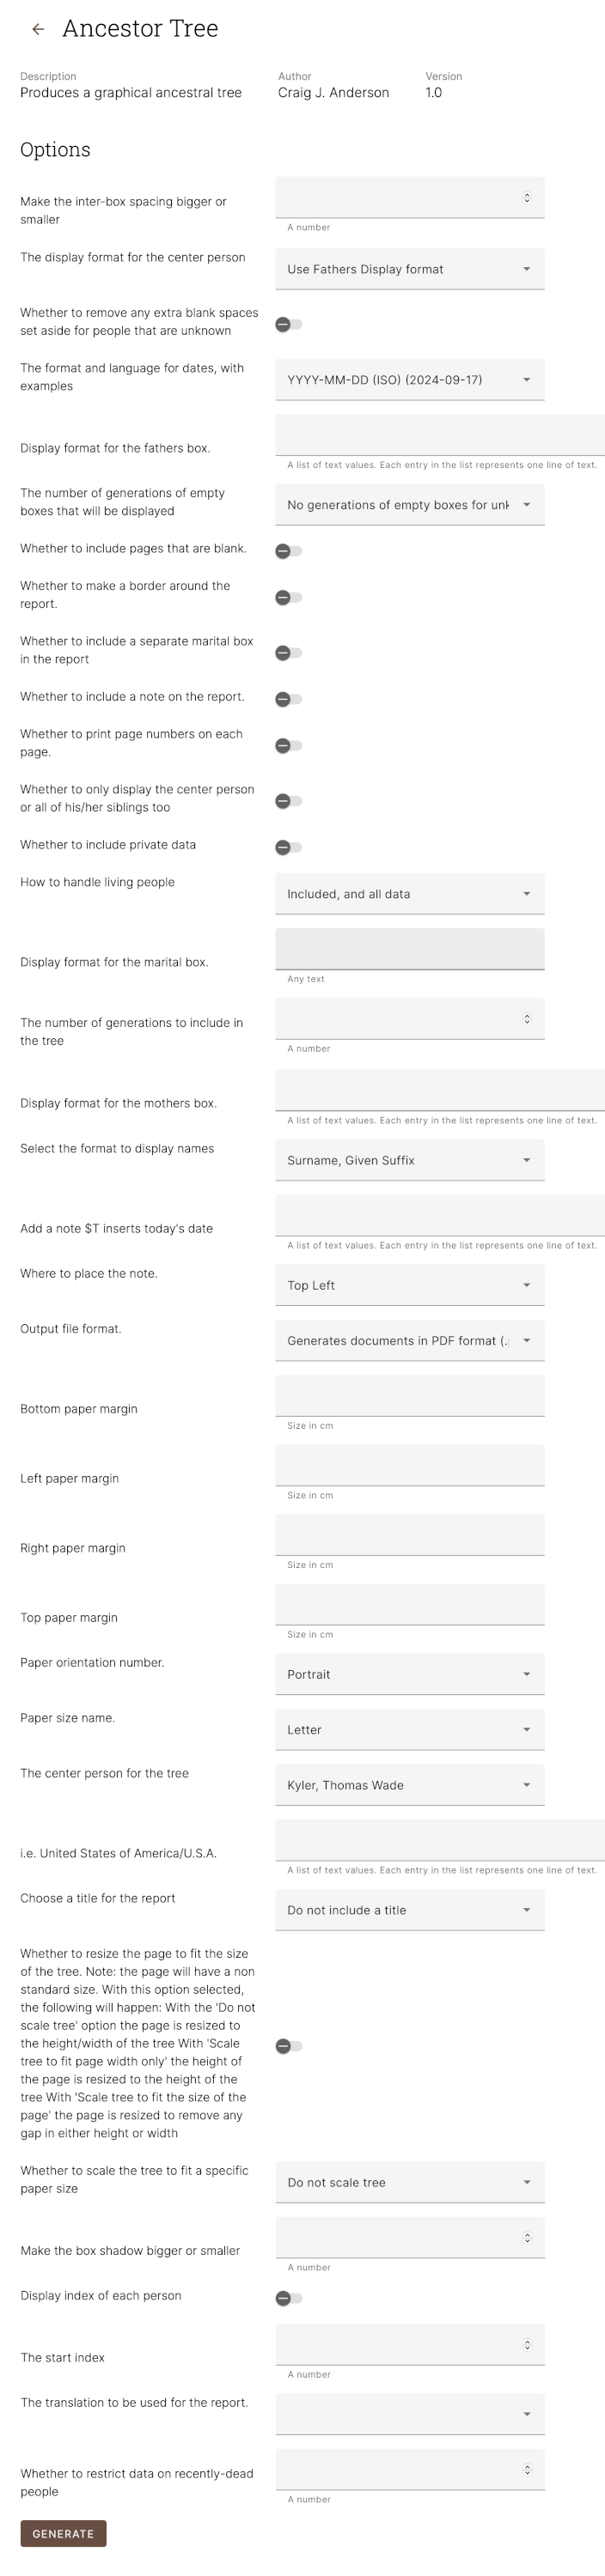 Ancestor Tree
Description
Author
Version
Produces a graphical ancestral tree
Craig J. Anderson
1.0
Options
Make the inter-box spacing bigger or
smaller
A number
The display format for the center person
Use Fathers Display format
Whether to remove any extra blank spaces
set aside for people that are unknown
The format and language for dates, with
examples
YYYY-MM-DD (ISO) (2024-09-17)
Display format for the fathers box.
A list of text values. Each entry in the list represents one line of text.
The number of generations of empty
boxes that will be displayed
No generations of empty boxes for unk
Whether to include pages that are blank.
Whether to make a border around the
report.
Whether to include a separate marital box
in the report
Whether to include a note on the report.
Whether to print page numbers on each
page.
Whether to only display the center person
or all of his/her siblings too
Whether to include private data
How to handle living people
Included, and all data
Display format for the marital box.
Any text
The number of generations to include in
the tree
A number
Display format for the mothers box.
A list of text values. Each entry in the list represents one line of text.
Select the format to display names
Surname, Given Suffix
Add a note $T inserts today's date
A list of text values. Each entry in the list represents one line of text.
Where to place the note.
Top Left
Output file format.
Generates documents in PDF format (.
Bottom paper margin
Size in cm
Left paper margin
Size in cm
Right paper margin
Size in cm
Top paper margin
Size in cm
Paper orientation number.
Portrait
Paper size name.
Letter
The center person for the tree
Kyler, Thomas Wade
i.e. United States of America/U.S.A.
A list of text values. Each entry in the list represents one line of text.
Choose a title for the report
Do not include a title
Whether to resize the page to fit the size
of the tree. Note: the page will have a non
standard size. With this option selected,
the following will happen: With the 'Do not
scale tree' option the page is resized to
the height/width of the tree With 'Scale
tree to fit page width only' the height of
the page is resized to the height of the
tree With 'Scale tree to fit the size of the
page' the page is resized to remove any
gap in either height or width
Whether to scale the tree to fit a specific
paper size
Do not scale tree
Make the box shadow bigger or smaller
A number
Display index of each person
The start index
A number
The translation to be used for the report.
Whether to restrict data on recently-dead
people
A number
GENERATE